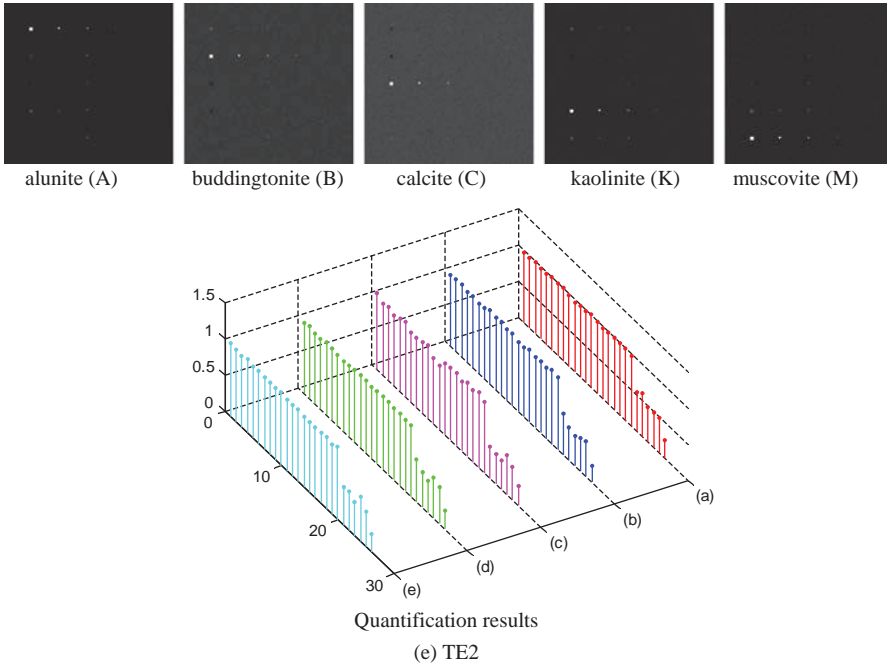 alunite (A) buddingtonite (B) calcite (C) kaolinite (K) muscovite (M)
1.5
1
0.5
0
0
10
20
30
(a)
(b)
(c)
(d)
(e)
Quantification results
(e) TE2